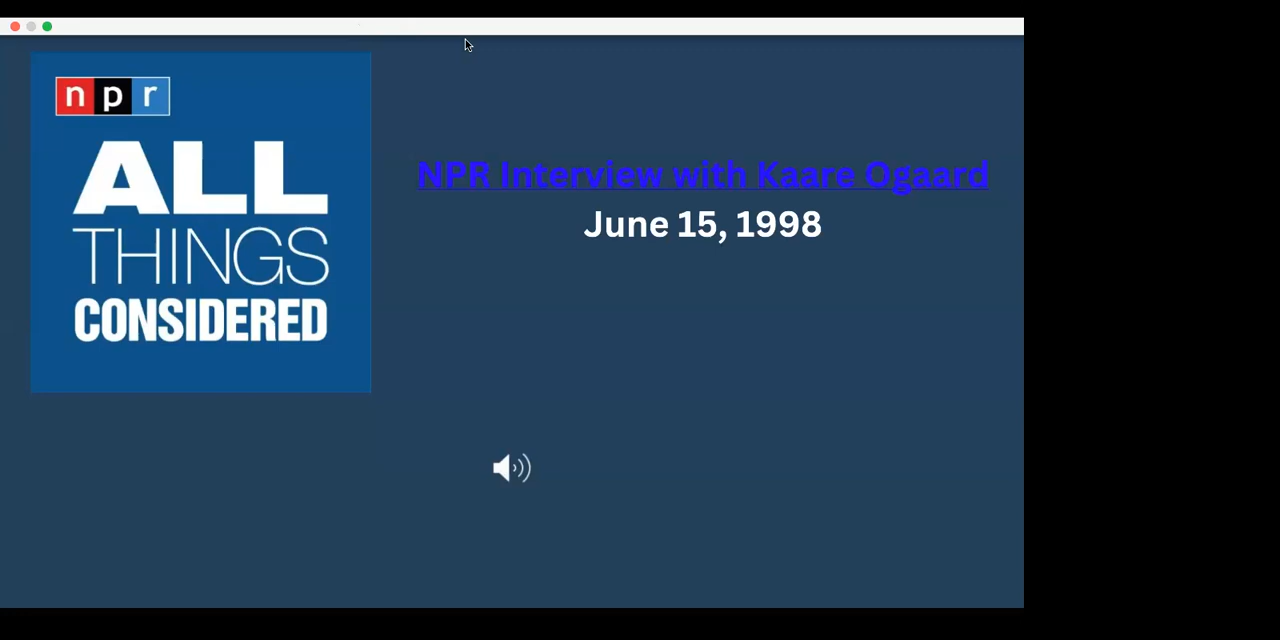 npr
ALL
THINGS
CONSIDERED
NPR Interview with Kaare Ogaard
June 15, 1998